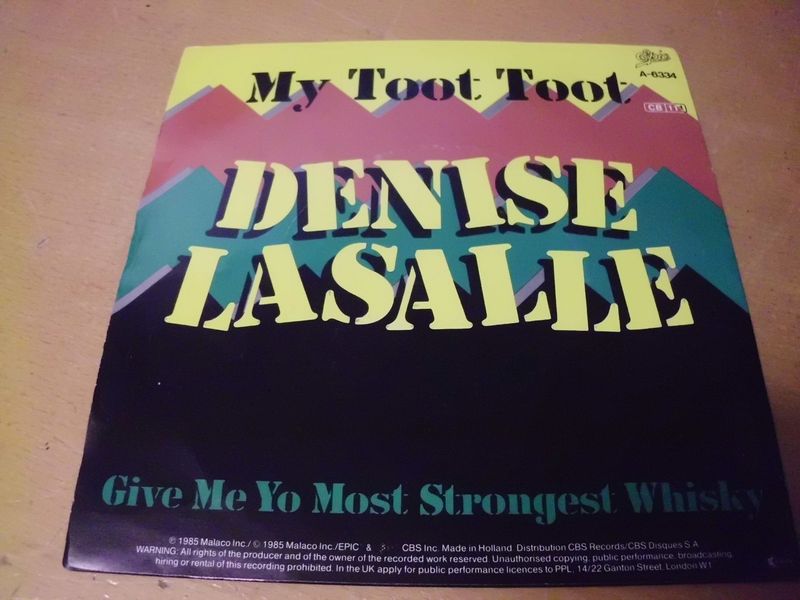 Epic
A-6334
My Toot Toot
CB 111
DENISE
LASALLE
Give Me Yo Most Strongest Whisky
℗ 1985 Malaco Inc./ © 1985 Malaco Inc./EPIC & CBS Inc. Made in Holland. Distribution CBS Records/CBS Disques S.A.
WARNING: All rights of the producer and of the owner of the recorded work reserved. Unauthorised copying, public performance, broadcasting,
hiring or rental of this recording prohibited. In the UK apply for public performance licences to PPL, 14/22 Ganton Street, London W1